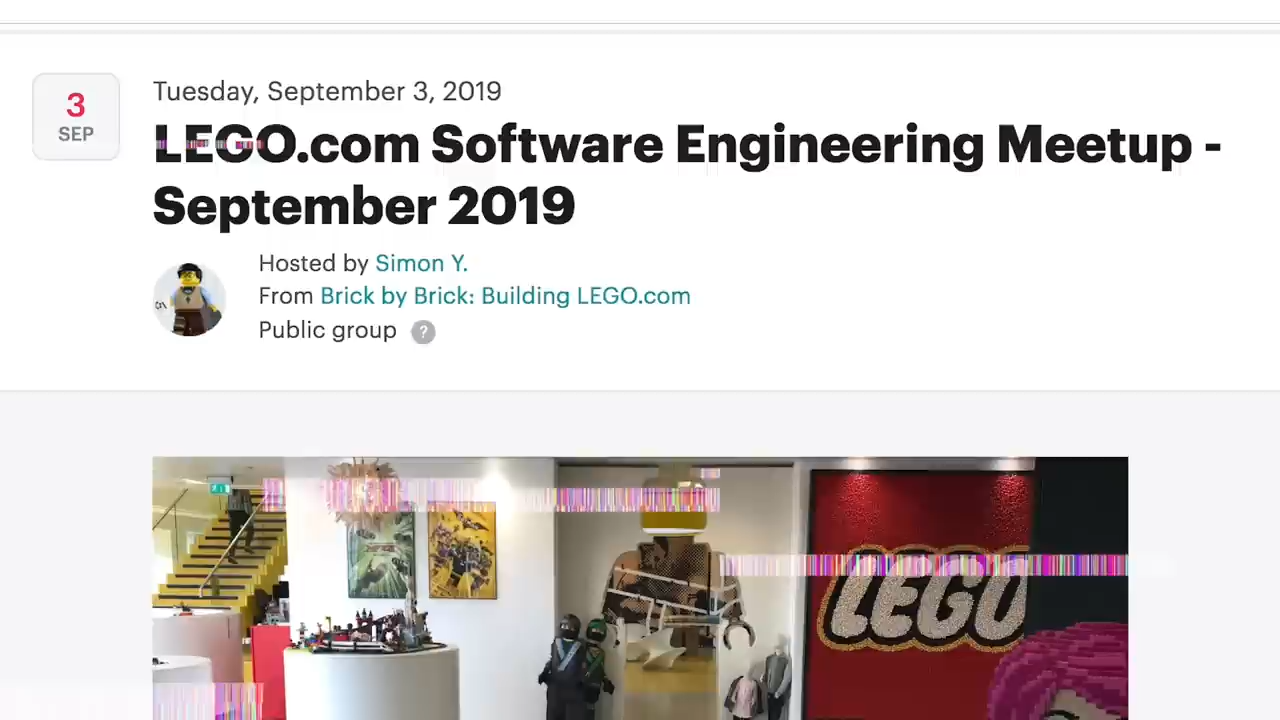 3
SEP
Tuesday, September 3, 2019
LEGO.com Software Engineering Meetup -
September 2019
Hosted by Simon Y.
From Brick by Brick: Building LEGO.com
Public group ?
LEGO